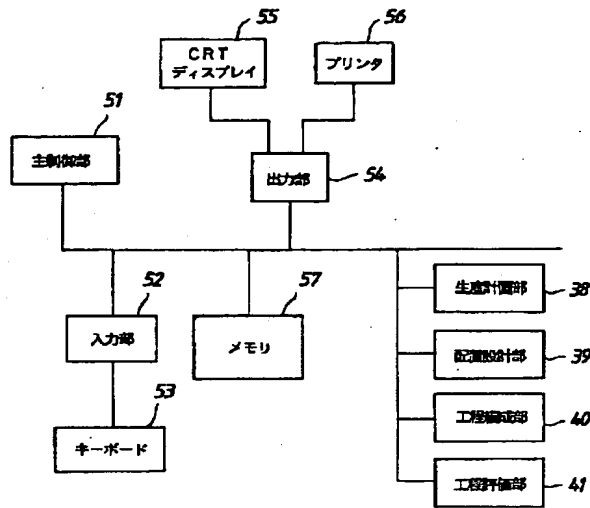 55
56
CRT
ディスプレイ
プリンタ
51
主制御部
出力部
54
52
57
生産計画部
38
入力部
メモリ
配置設計部
39
53
工程編成部
40
キーボード
工程評価部
41